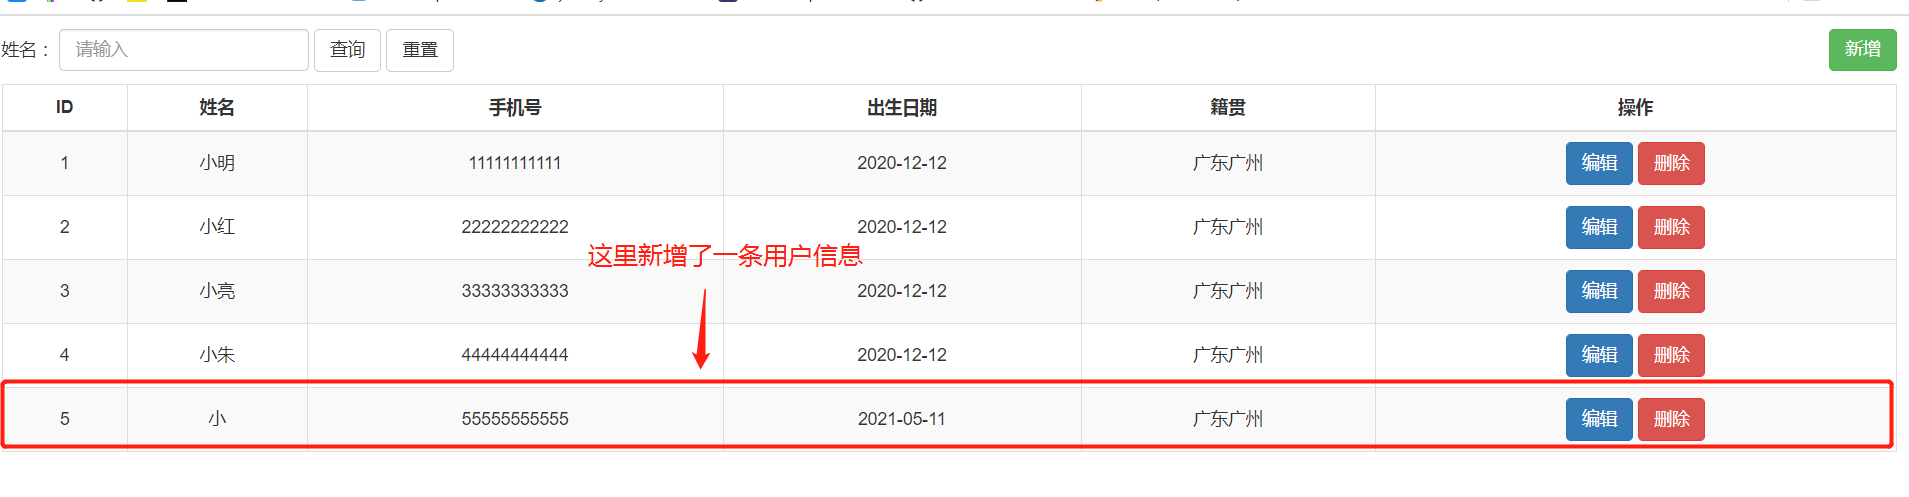 姓名： 请输入 查询 重置 新增
ID 姓名 手机号 出生日期 籍贯 操作
1 小明 11111111111 2020-12-12 广东广州 编辑 删除
2 小红 22222222222 2020-12-12 广东广州 编辑 删除
这里新增了一条用户信息
3 小亮 33333333333 2020-12-12 广东广州 编辑 删除
4 小朱 44444444444 2020-12-12 广东广州 编辑 删除
5 小 55555555555 2021-05-11 广东广州 编辑 删除